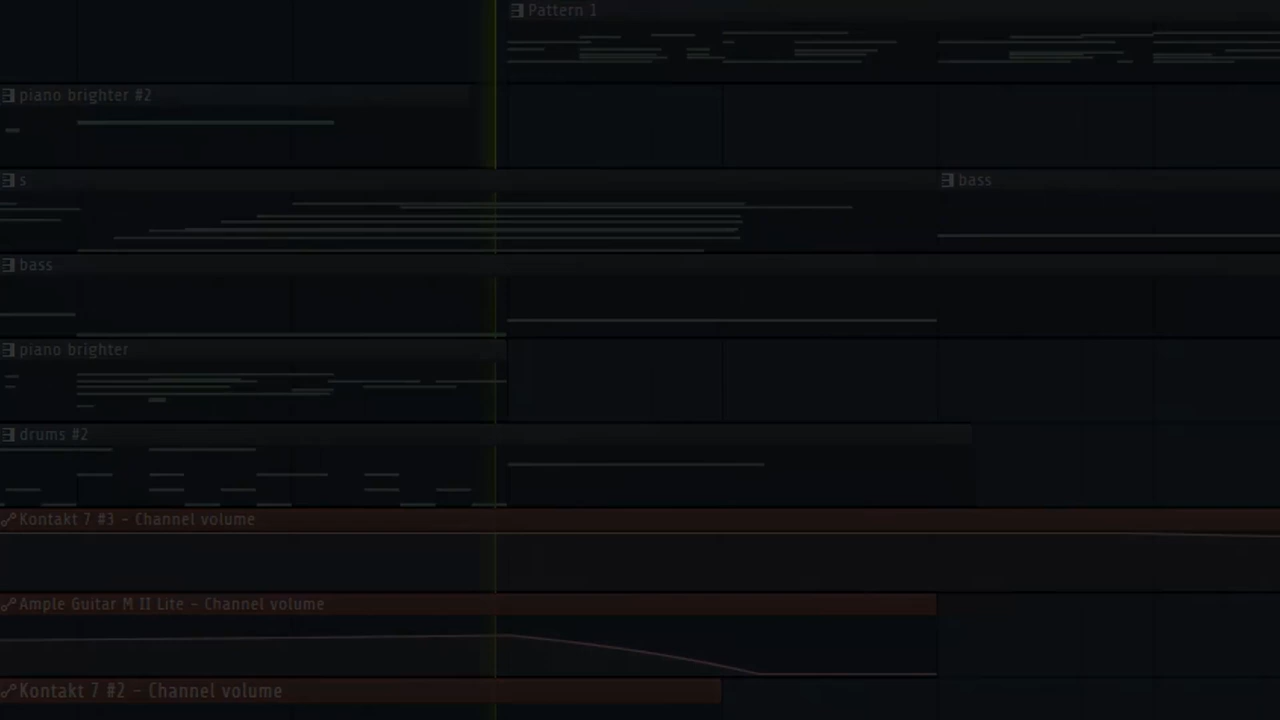 Pattern 1
piano brighter #2
s
bass
bass
piano brighter
drums #2
Kontakt 7 #3 - Channel volume
Ample Guitar M II Lite - Channel volume
Kontakt 7 #2 - Channel volume